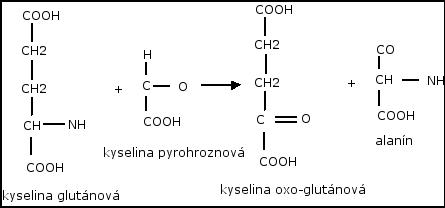 COOH
CH2
CH2
CH NH
COOH
kyselina glutánová
+
H
C O
COOH
kyselina pyrohroznová
COOH
CH2
CH2
C O
COOH
kyselina oxo-glutánová
+
CO
CH NH
COOH
alanín